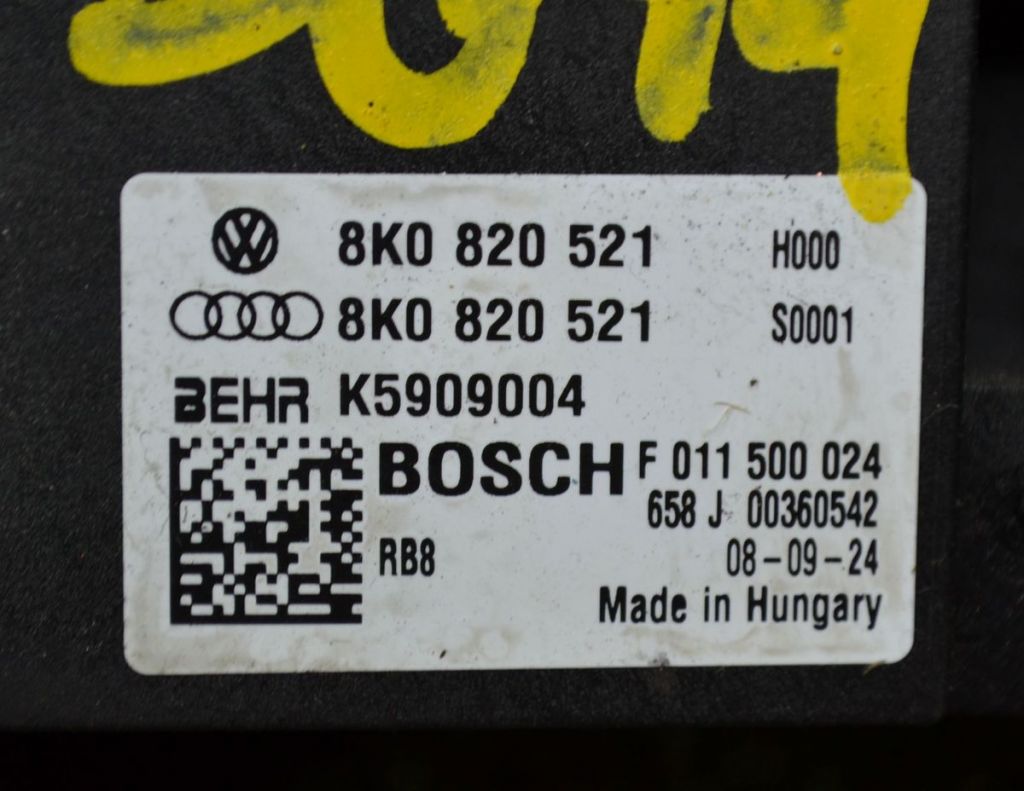 8K0 820 521 H000
8K0 820 521 S0001
BEHR K5909004
BOSCH F 011 500 024
658 J 00360542
RB8 08-09-24
Made in Hungary